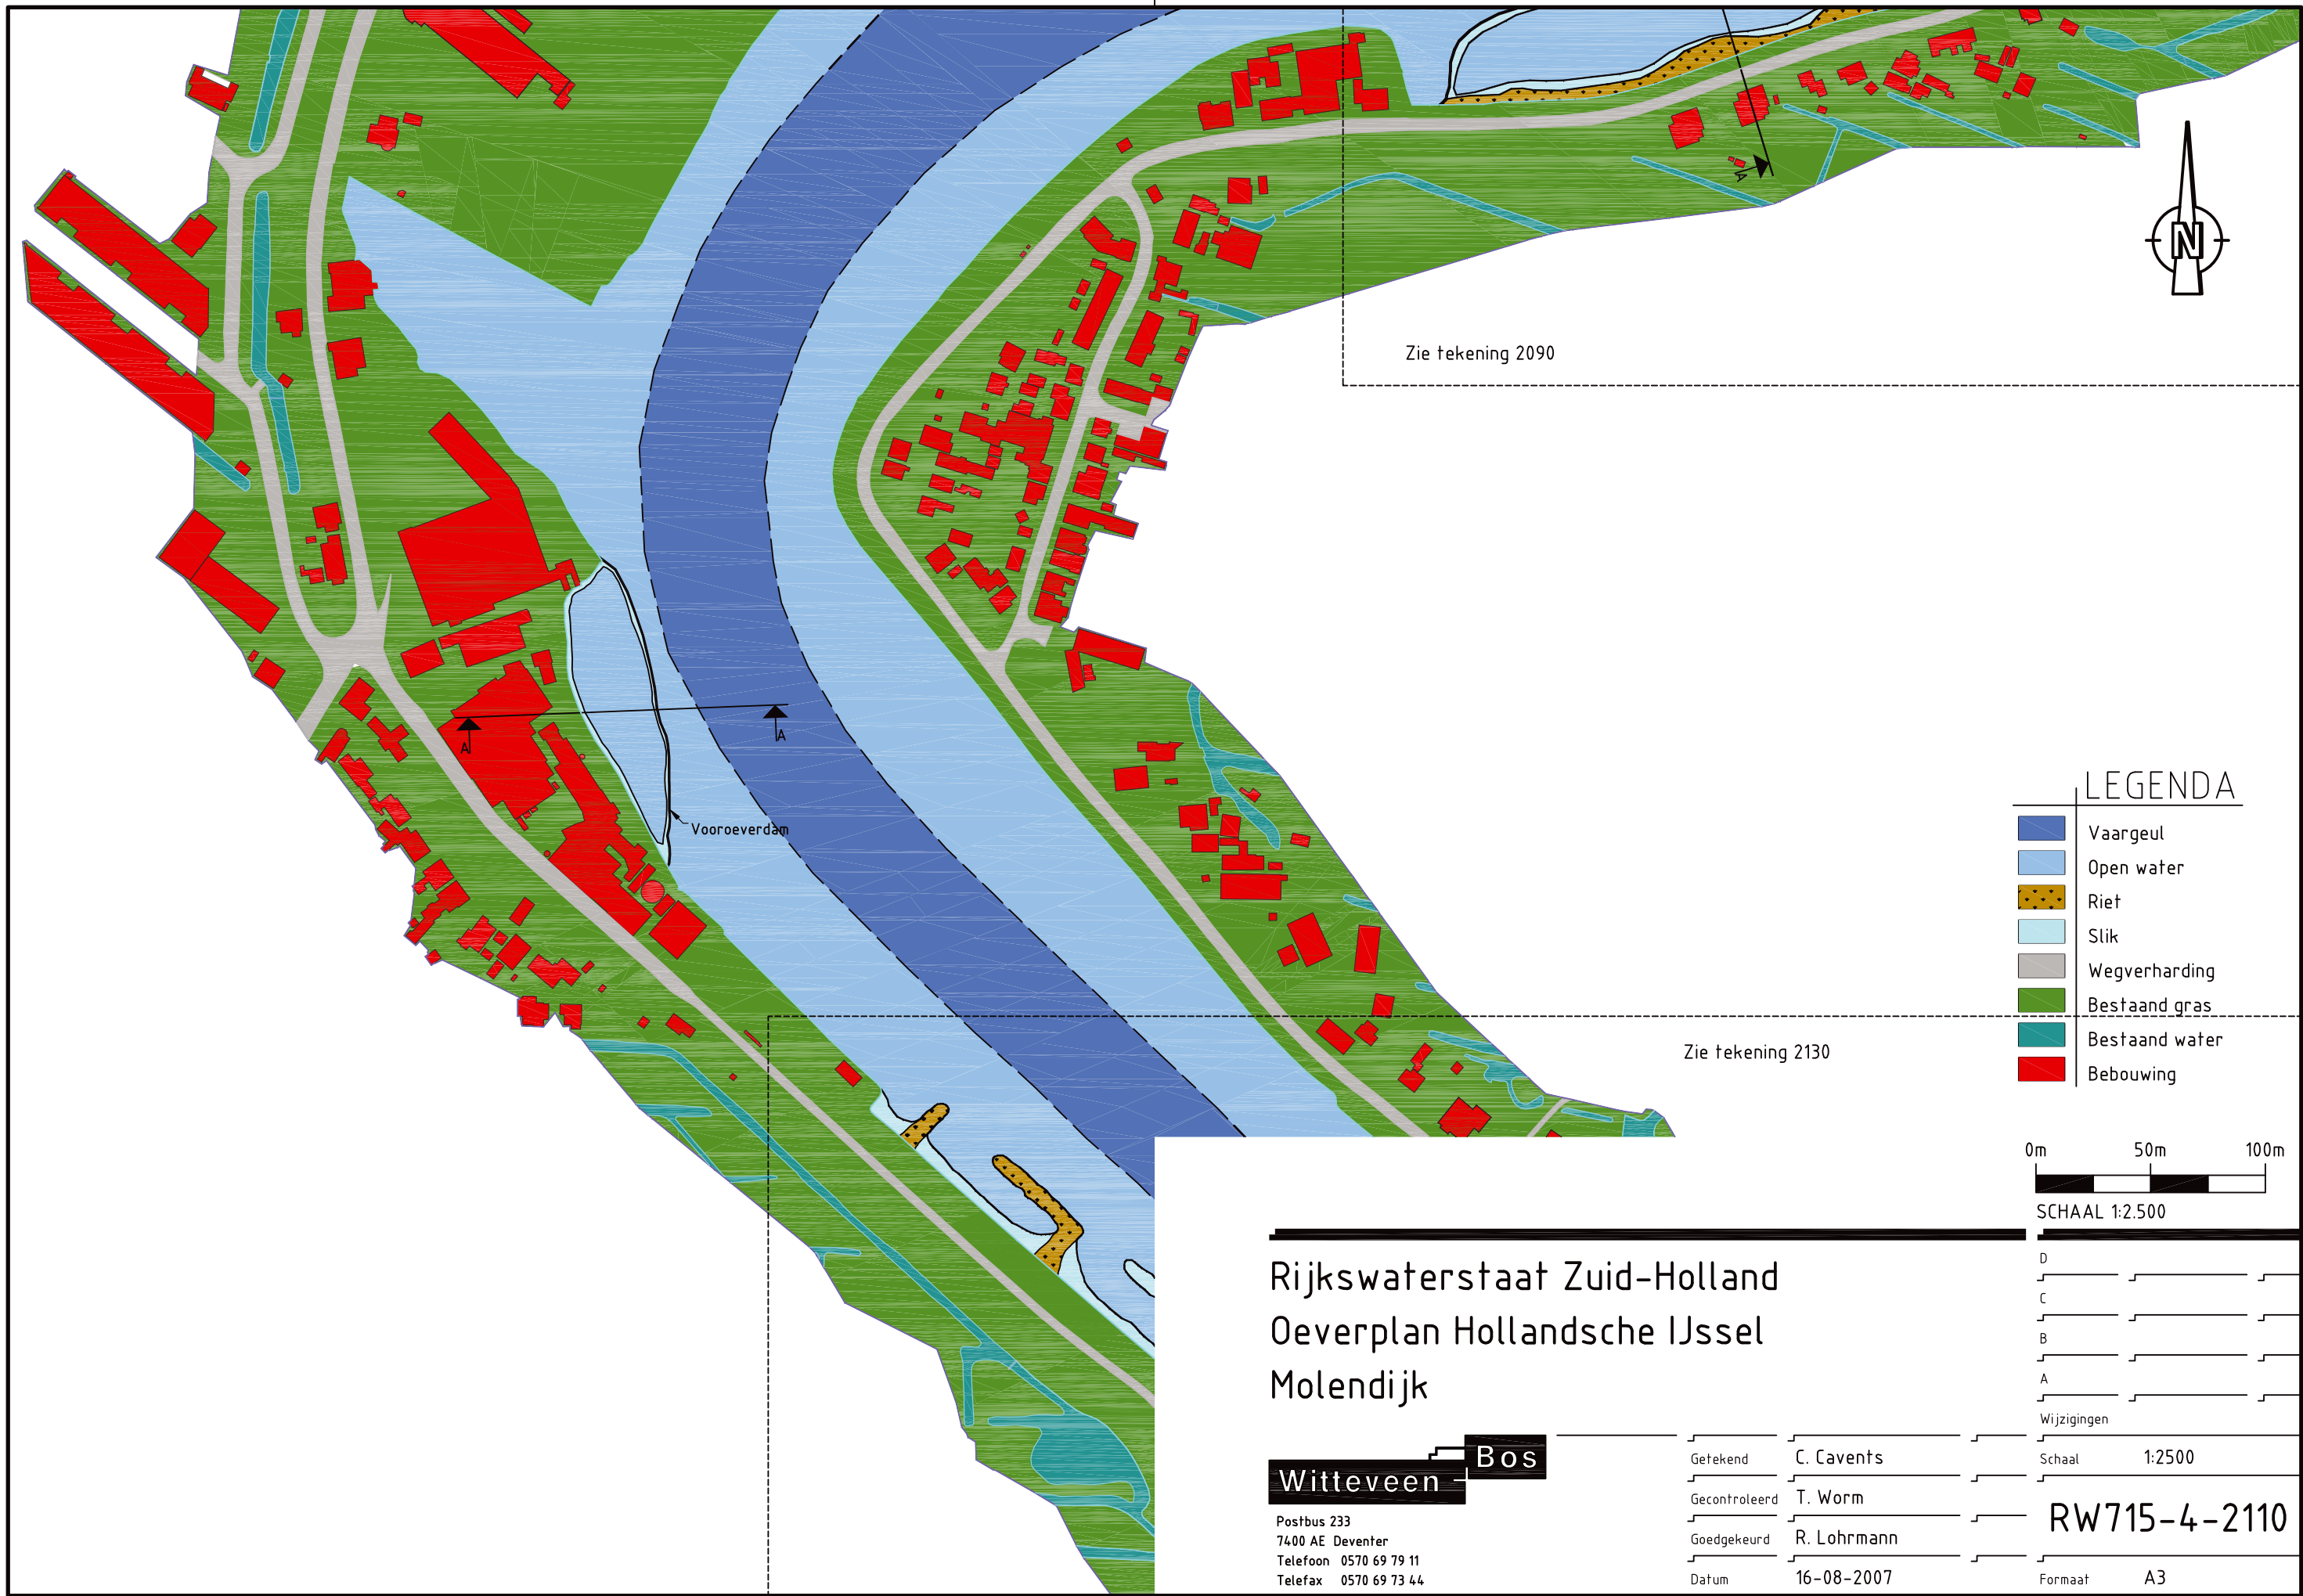 A
N
Zie tekening 2090
A
A
Vooroeverdam
LEGENDA
Vaargeul
Open water
Riet
Slik
Wegverharding
Bestaand gras
Bestaand water
Bebouwing
Zie tekening 2130
0m 50m 100m
SCHAAL 1:2.500
Rijkswaterstaat Zuid-Holland
Oeverplan Hollandsche IJssel
Molendijk
Witteveen Bos
Postbus 233
7400 AE Deventer
Telefoon 0570 69 79 11
Telefax 0570 69 73 44
Getekend C. Cavents
Gecontroleerd T. Worm
Goedgekeurd R. Lohrmann
Datum 16-08-2007
D
C
B
A
Wijzigingen
Schaal 1:2500
RW715-4-2110
Formaat A3